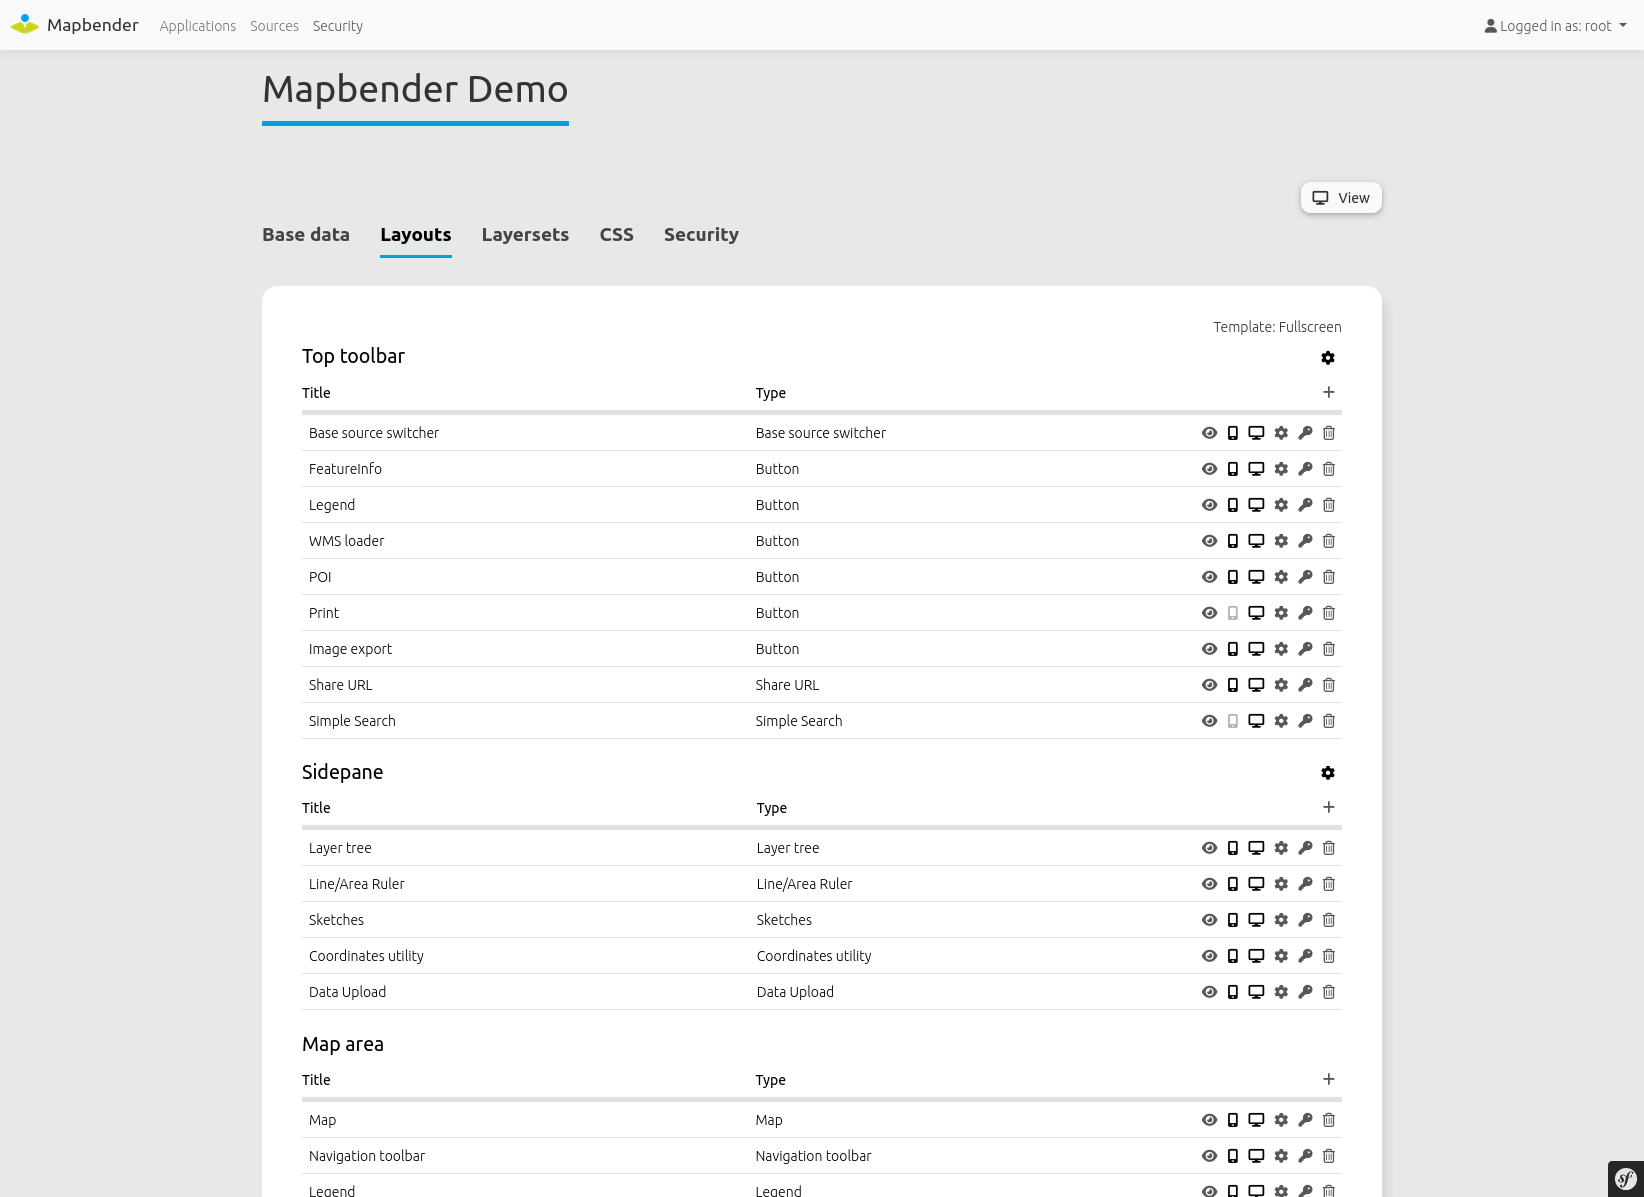 Mapbender Applications Sources Security Logged in as: root
Mapbender Demo
View
Base data Layouts Layersets CSS Security
Template: Fullscreen
Top toolbar
Title Type
Base source switcher Base source switcher
FeatureInfo Button
Legend Button
WMS loader Button
POI Button
Print Button
Image export Button
Share URL Share URL
Simple Search Simple Search
Sidepane
Title Type
Layer tree Layer tree
Line/Area Ruler Line/Area Ruler
Sketches Sketches
Coordinates utility Coordinates utility
Data Upload Data Upload
Map area
Title Type
Map Map
Navigation toolbar Navigation toolbar
Legend Legend
sf